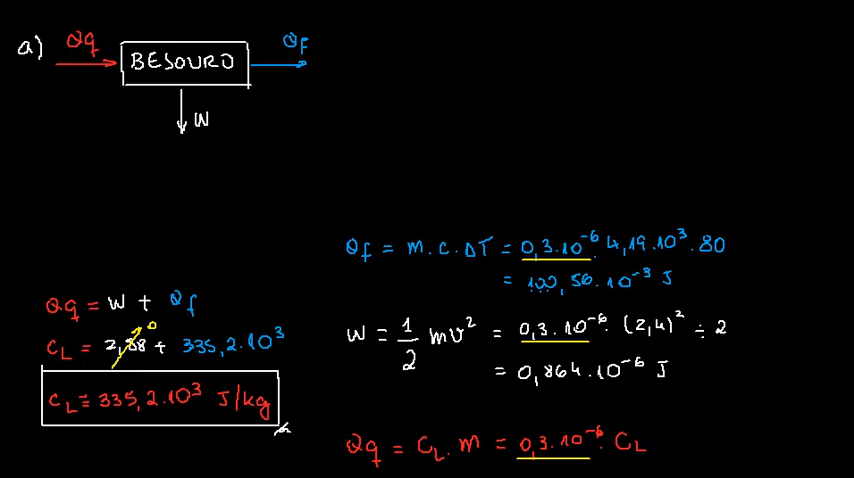 a) Qq BESOURO QF
W
Qf = m.c.ΔT = 0,3.10⁻⁶.4,19.10³.80
= 100,56.10⁻³ J
Qq = W + Qf
W = 1/2 mv² = 0,3.10⁻⁶.(2,4)² ÷ 2
CL = 2,88 + 335,2.10³
0
= 0,864.10⁻⁶ J
CL = 335,2.10³ J/kg
Qq = CL.m = 0,3.10⁻⁶.CL